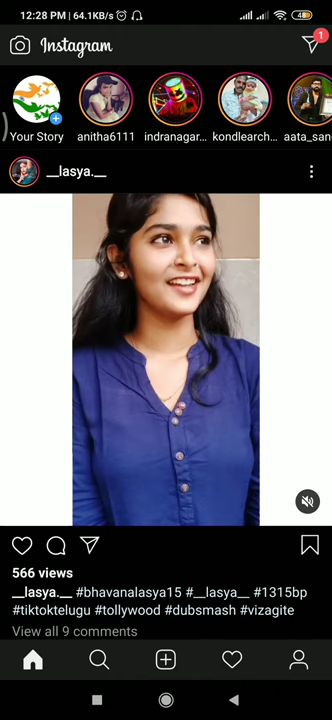 12:28 PM | 64.1KB/s
48
Instagram
1
Your Story
anitha6111
indranagar...
kondlearch...
aata_san
__lasya.__
566 views
__lasya.__ #bhavanalasya15 #__lasya__ #1315bp
#tiktoktelugu #tollywood #dubsmash #vizagite
View all 9 comments